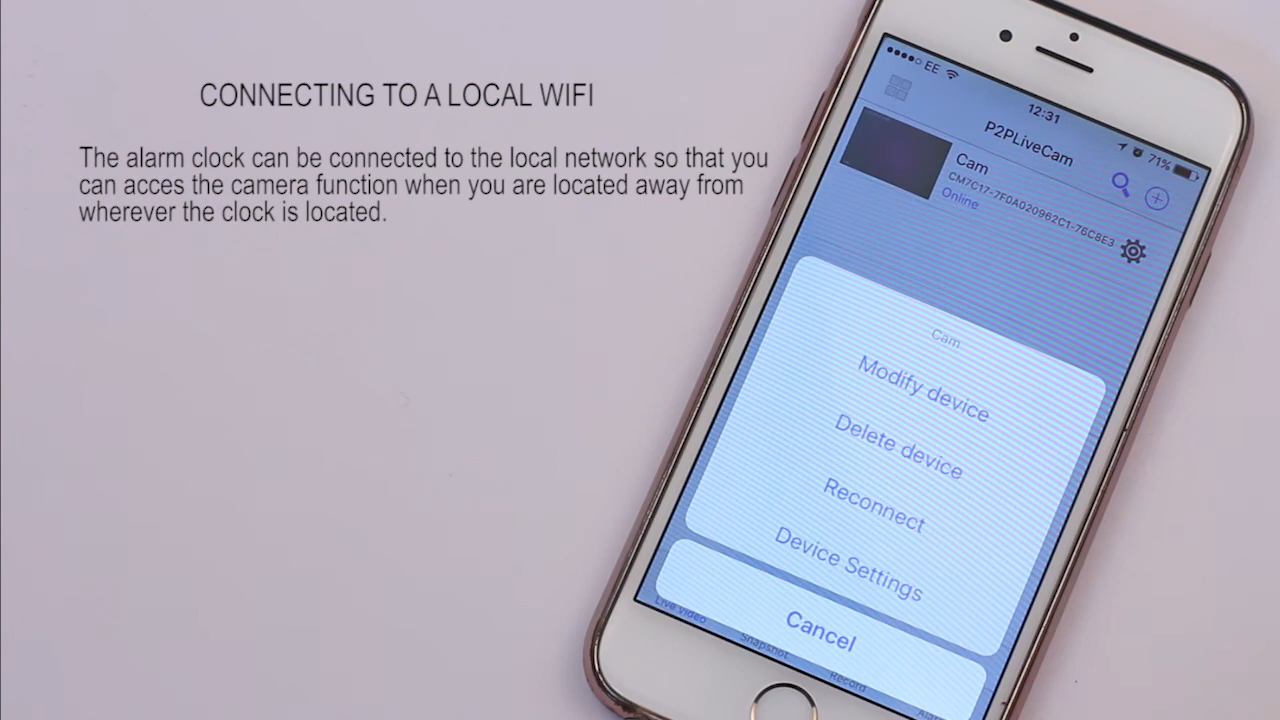 CONNECTING TO A LOCAL WIFI
The alarm clock can be connected to the local network so that you
can acces the camera function when you are located away from
wherever the clock is located.
EE 12:31 71%
P2PLiveCam
Cam
CM7C17-7F0A020962C1-76C8E3
Online
Cam
Modify device
Delete device
Reconnect
Device Settings
Cancel
Live video Snapshot Record